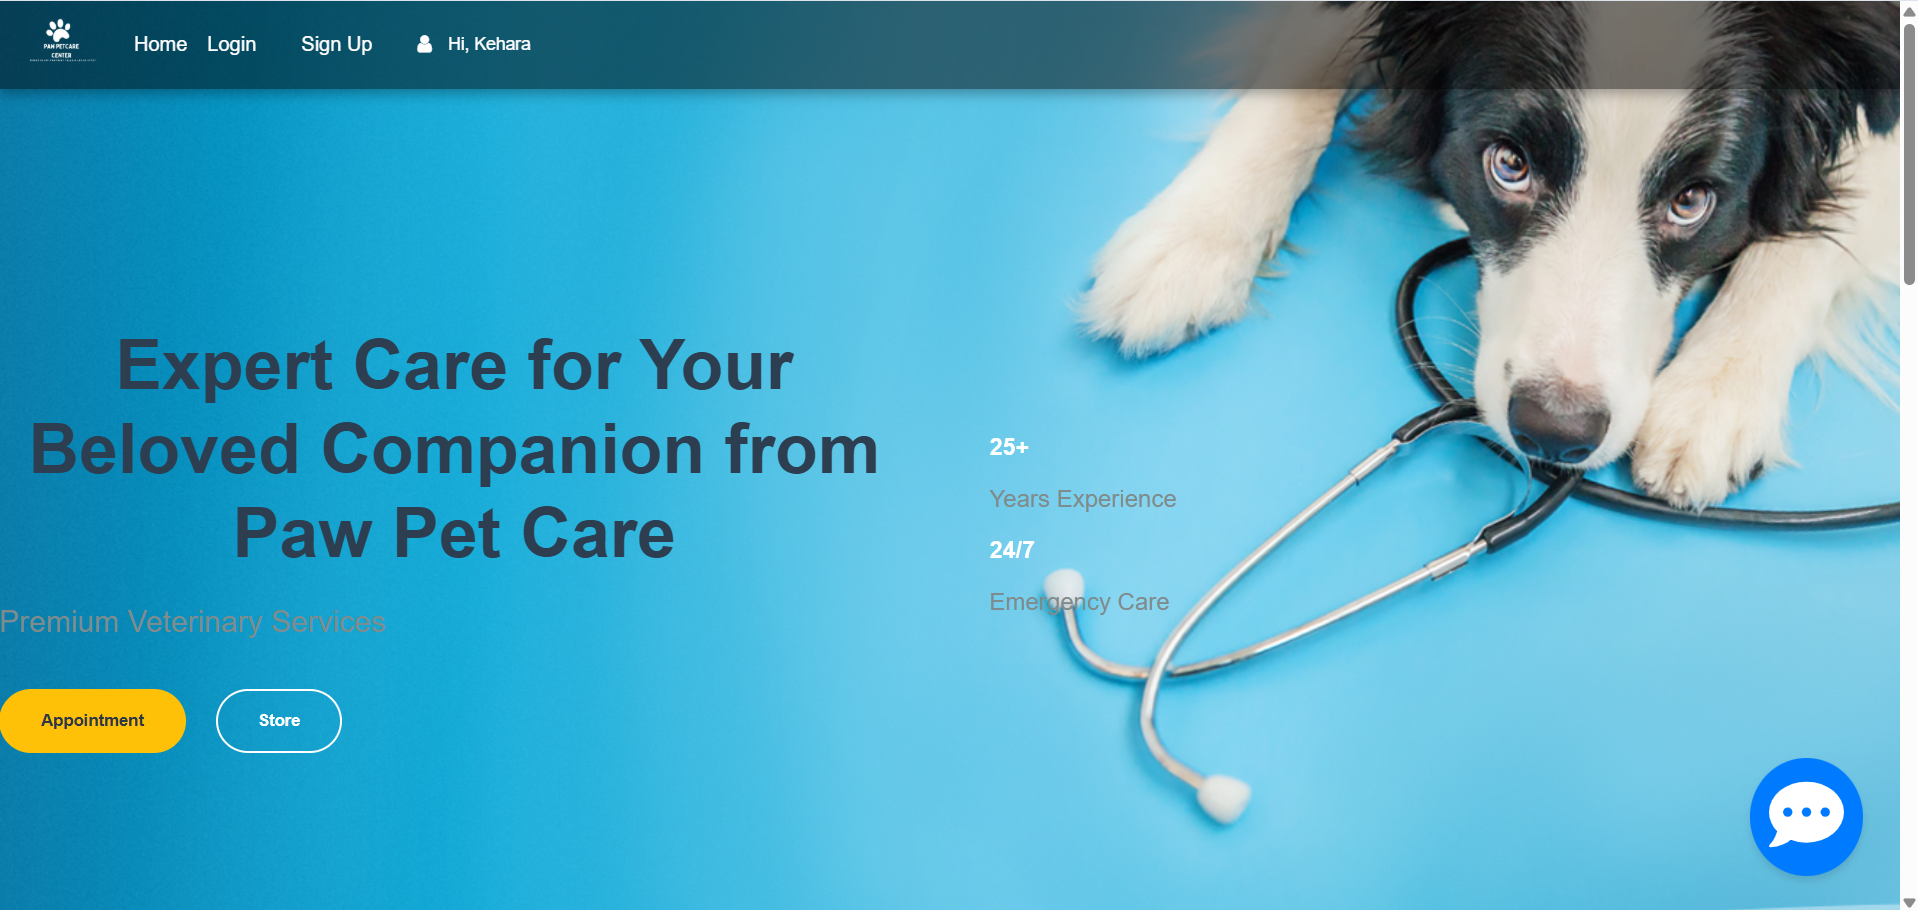 PAW PETCARE
CENTER
Home Login Sign Up Hi, Kehara
Expert Care for Your
Beloved Companion from
Paw Pet Care
Premium Veterinary Services
Appointment Store
25+
Years Experience
24/7
Emergency Care